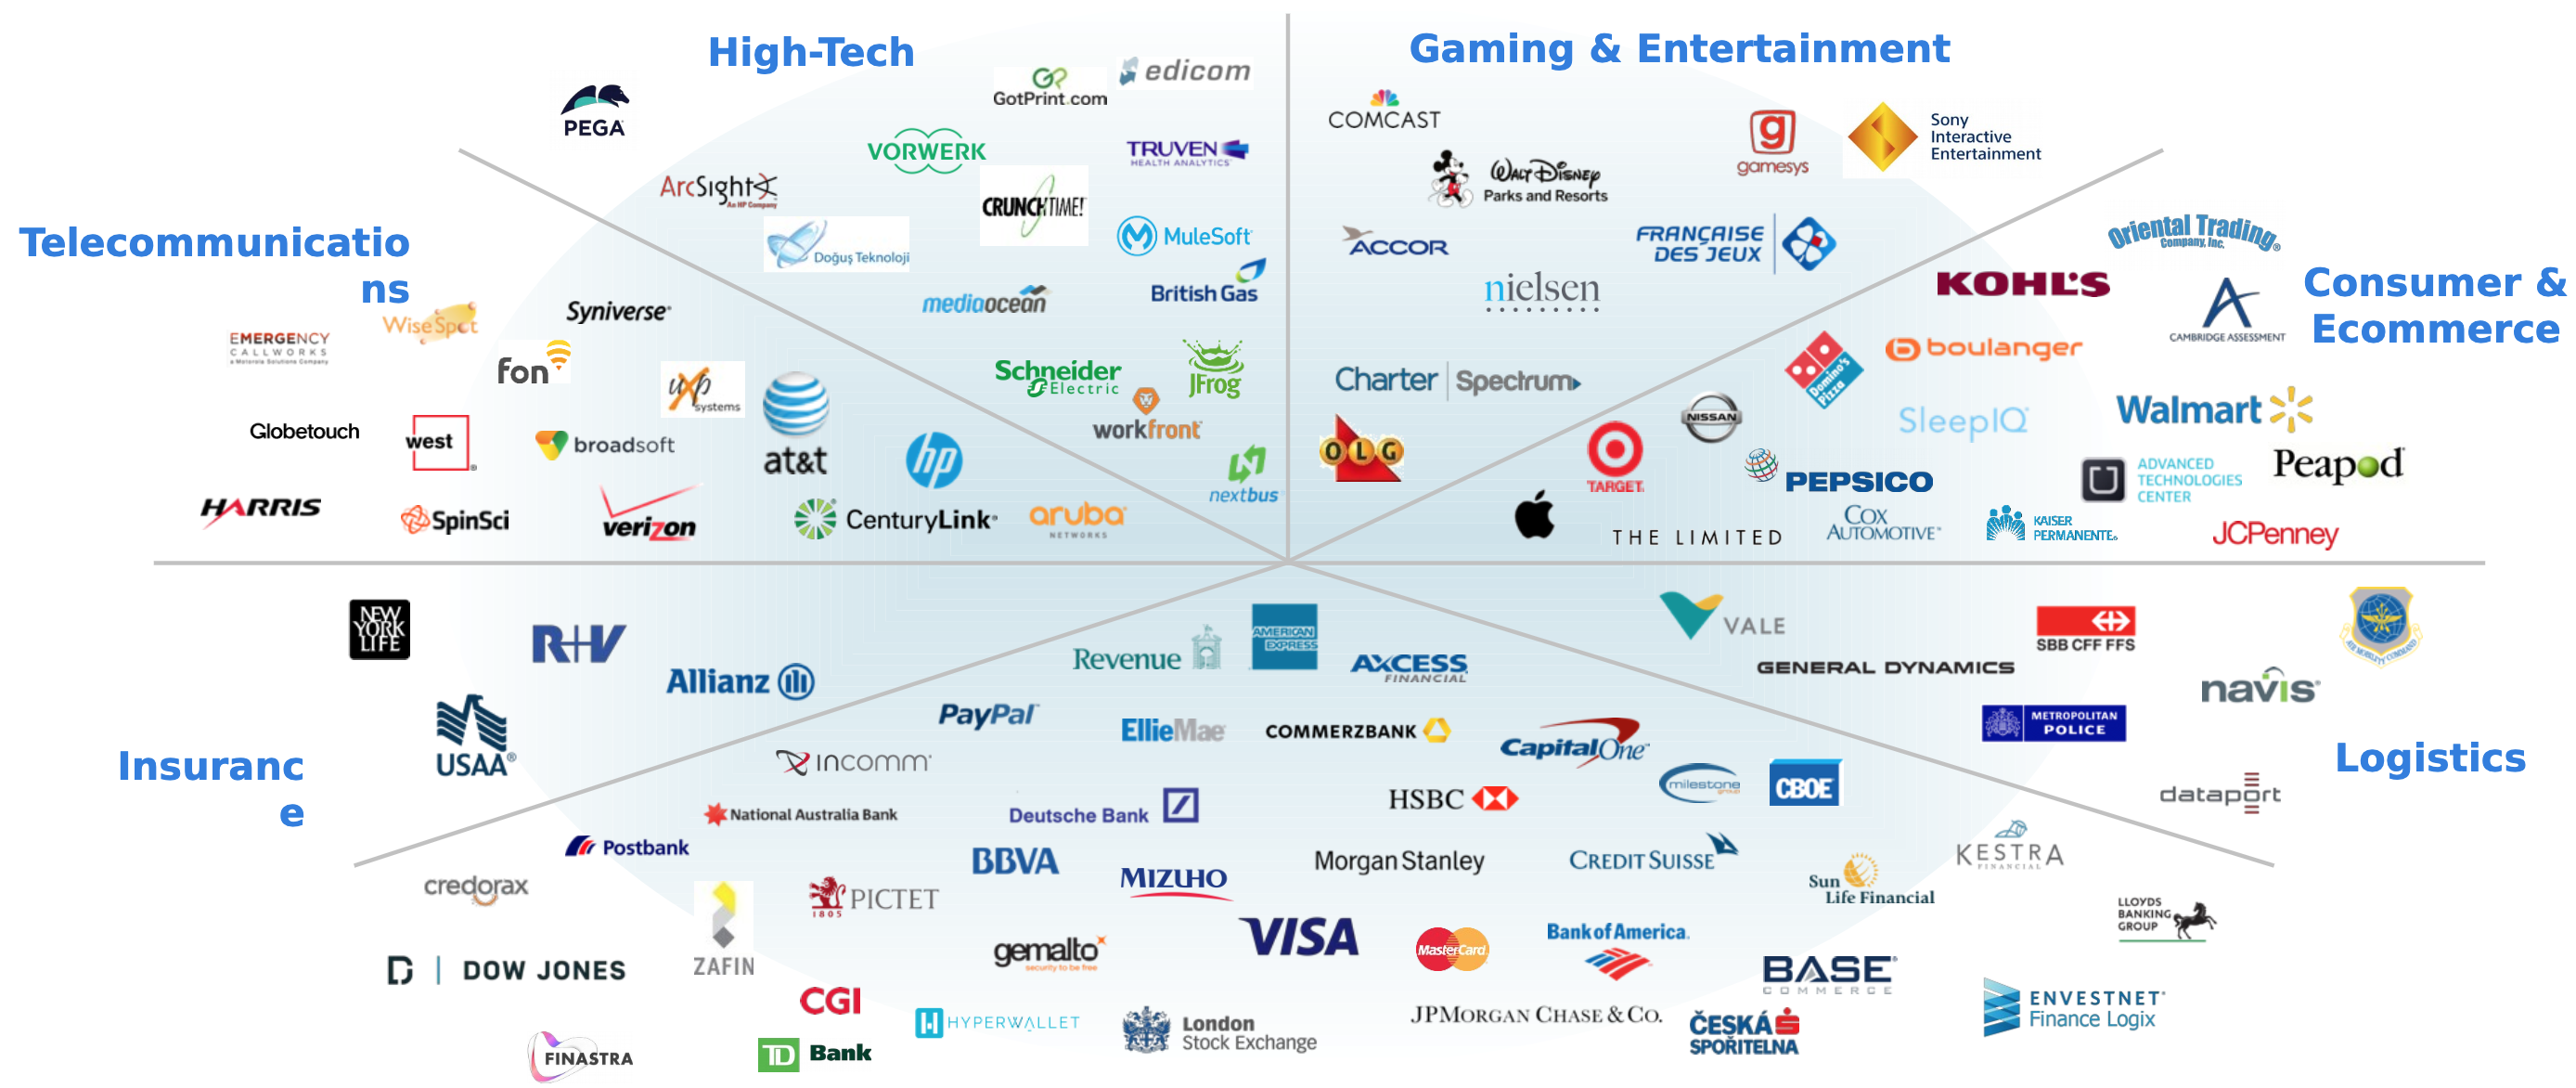 High-Tech
PEGA
GR
GotPrint.com
edicom
VORWERK
TRUVEN
HEALTH ANALYTICS
ArcSight
An HP Company
CRUNCHTIME!
Doğuş Teknoloji
MuleSoft
mediaocean
British Gas
Schneider
Electric
JFrog
workfront
hp
nextbus
aruba
NETWORKS
Gaming & Entertainment
COMCAST
WALT DISNEY
Parks and Resorts
g
gamesys
Sony
Interactive
Entertainment
ACCOR
FRANÇAISE
DES JEUX
nielsen
Charter | Spectrum
OLG
Telecommunicatio
ns
EMERGENCY
CALLWORKS
a Motorola Solutions Company
WiseSpot
Syniverse
fon
uxp
systems
at&t
Globetouch
west
broadsoft
HARRIS
SpinSci
verizon
CenturyLink
Consumer &
Ecommerce
Oriental Trading
Company, Inc.
KOHL'S
CAMBRIDGE ASSESSMENT
Domino's
Pizza
boulanger
NISSAN
SleepIQ
Walmart
TARGET
PEPSICO
U
ADVANCED
TECHNOLOGIES
CENTER
Peapod
THE LIMITED
COX
AUTOMOTIVE
KAISER
PERMANENTE
JCPenney
Insuranc
e
NEW
YORK
LIFE
R+V
Allianz
USAA
Revenue
AMERICAN
EXPRESS
AXCESS
FINANCIAL
PayPal
EllieMae
COMMERZBANK
CapitalOne
INCOMM
milestone
group
CBOE
National Australia Bank
Deutsche Bank
HSBC
Postbank
BBVA
MIZUHO
Morgan Stanley
CREDIT SUISSE
KESTRA
FINANCIAL
Sun
Life Financial
credorax
PICTET
1805
ZAFIN
gemalto
security to be free
VISA
MasterCard
Bank of America
LLOYDS
BANKING
GROUP
D | DOW JONES
BASE
COMMERCE
CGI
HYPERWALLET
London
Stock Exchange
JPMORGAN CHASE & CO.
ČESKÁ
SPOŘITELNA
ENVESTNET
Finance Logix
FINASTRA
TD Bank
Logistics
VALE
SBB CFF FFS
AIR MOBILITY COMMAND
GENERAL DYNAMICS
navis
METROPOLITAN
POLICE
dataport